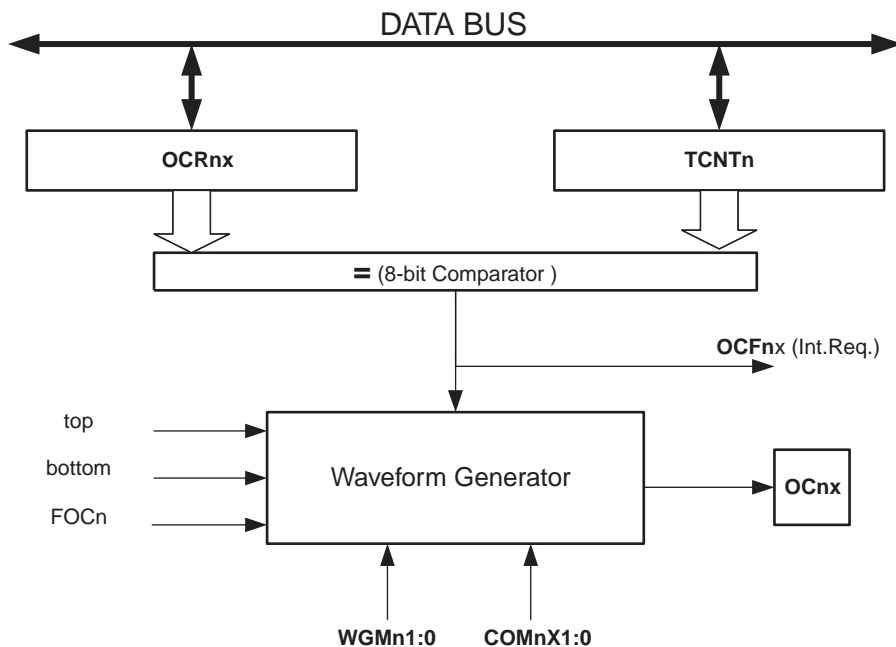 DATA BUS
OCRnx
TCNTn
= (8-bit Comparator )
OCFnx (Int.Req.)
top
bottom
FOCn
Waveform Generator
OCnx
WGMn1:0
COMnX1:0